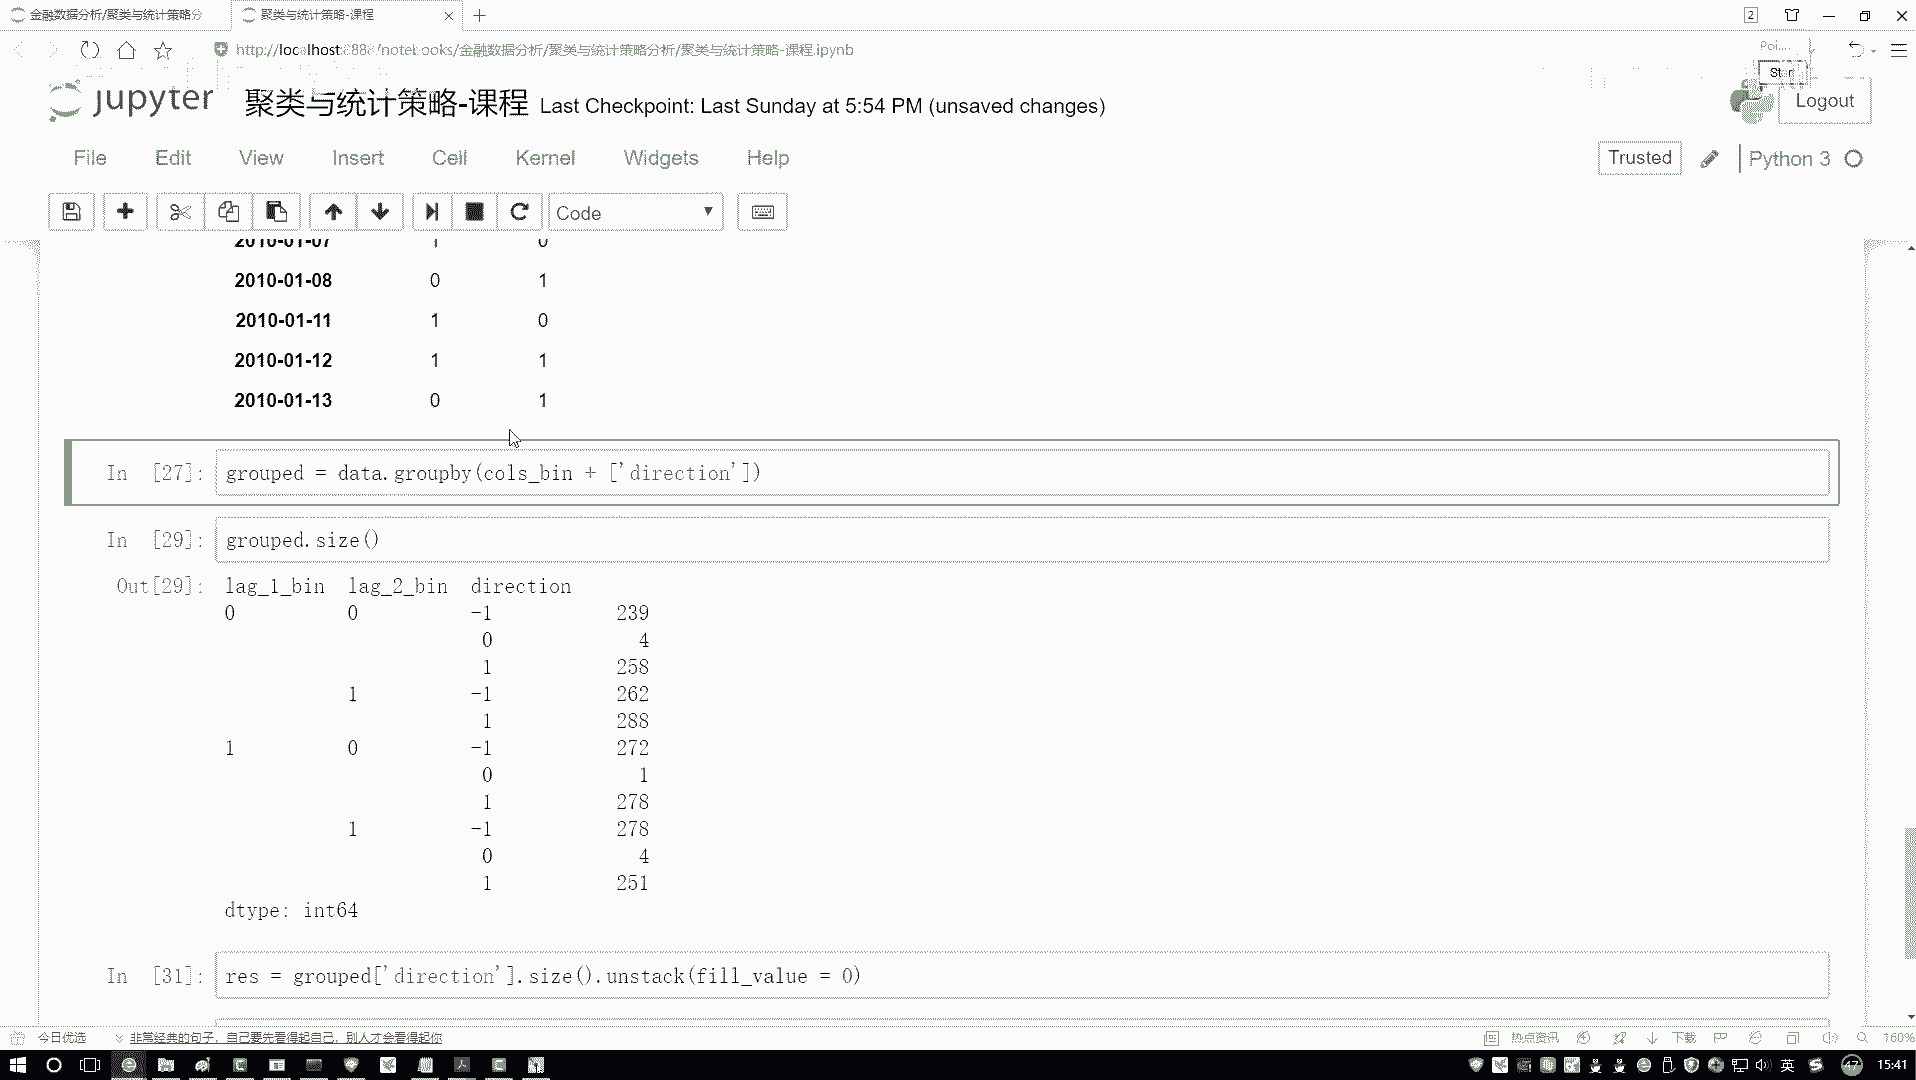 金融数据分析/聚类与统计策略分
聚类与统计策略-课程
2
http://localhost:888/notebooks/金融数据分析/聚类与统计策略分析/聚类与统计策略-课程.ipynb
Poi...
jupyter
聚类与统计策略-课程 Last Checkpoint: Last Sunday at 5:54 PM (unsaved changes)
Logout
File Edit View Insert Cell Kernel Widgets Help
Trusted
Python 3
Code
2010-01-07 1 0
2010-01-08 0 1
2010-01-11 1 0
2010-01-12 1 1
2010-01-13 0 1
In [27]: grouped = data.groupby(cols_bin + ['direction'])
In [29]: grouped.size()
Out[29]: lag_1_bin lag_2_bin direction
0 0 -1 239
0 4
1 258
1 -1 262
1 288
1 0 -1 272
0 1
1 278
1 -1 278
0 4
1 251
dtype: int64
In [31]: res = grouped['direction'].size().unstack(fill_value = 0)
今日优选
非常经典的句子，自己要先看得起自己，别人才会看得起你
热点资讯
下载
160%
英
47
15:41